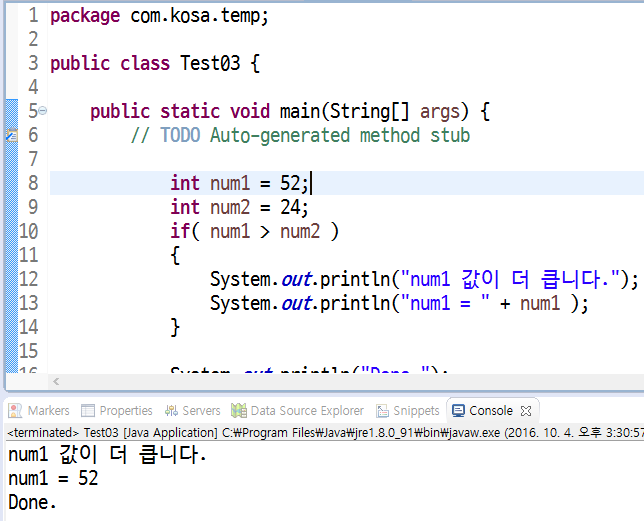 1 package com.kosa.temp;
2
3 public class Test03 {
4
5 public static void main(String[] args) {
6 // TODO Auto-generated method stub
7
8 int num1 = 52;
9 int num2 = 24;
10 if( num1 > num2 )
11 {
12 System.out.println("num1 값이 더 큽니다.");
13 System.out.println("num1 = " + num1 );
14 }
15
16 System.out.println("Done.");
Markers Properties Servers Data Source Explorer Snippets Console
<terminated> Test03 [Java Application] C:₩Program Files₩Java₩jre1.8.0_91₩bin₩javaw.exe (2016. 10. 4. 오후 3:30:57
num1 값이 더 큽니다.
num1 = 52
Done.